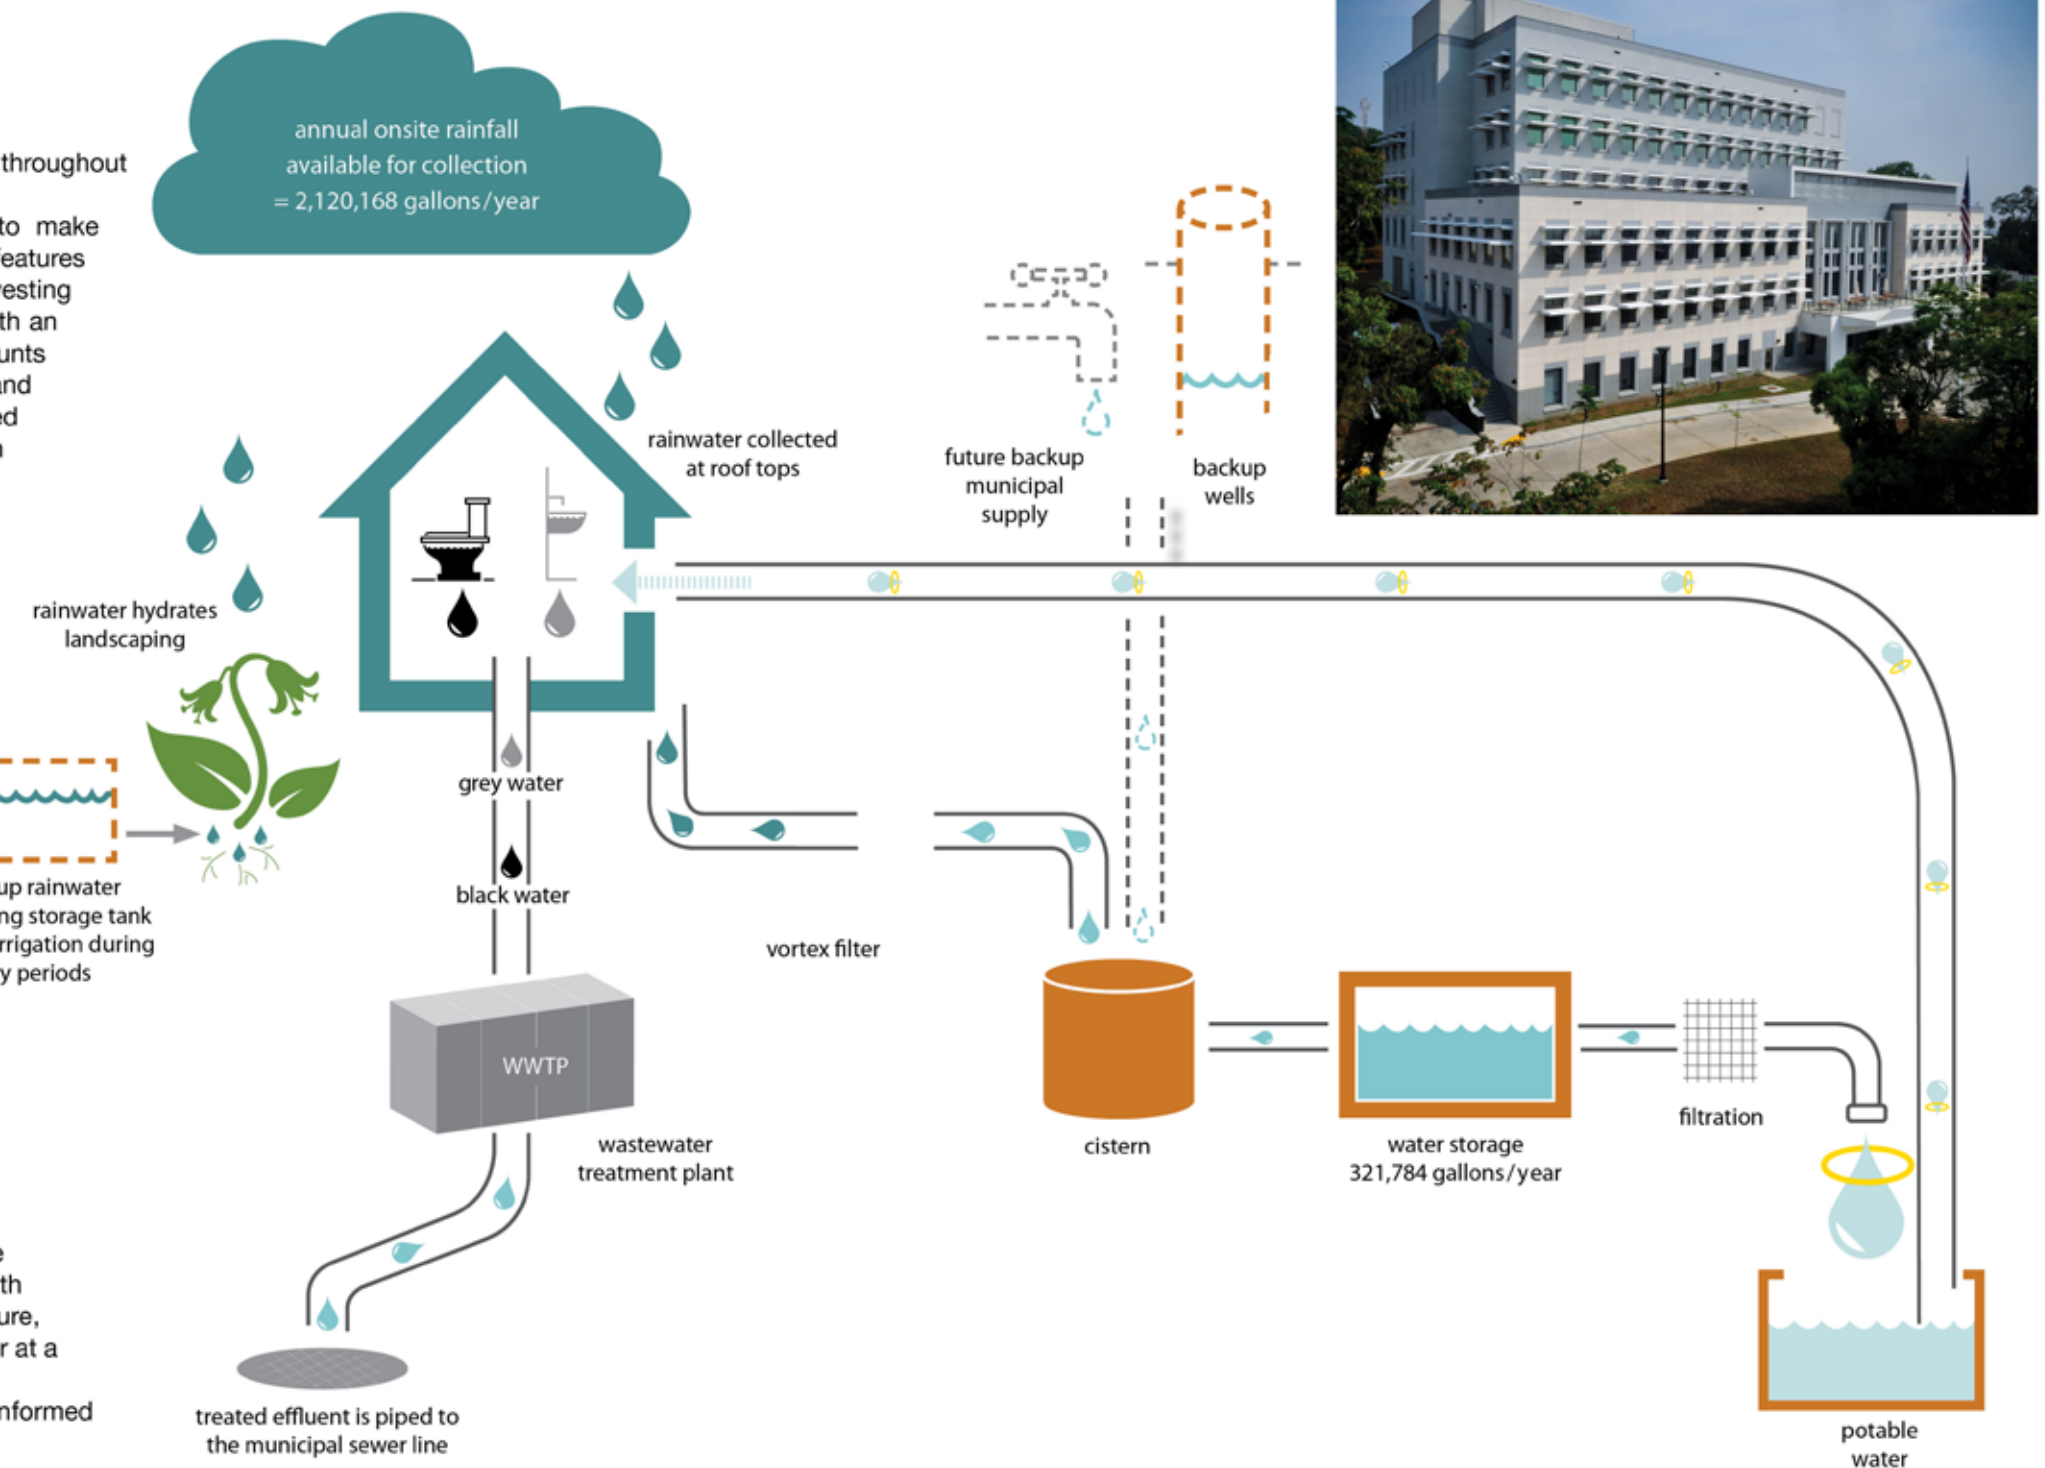 throughout
to make
features
vesting
th an
unts
and
ed
annual onsite rainfall
available for collection
= 2,120,168 gallons/year
rainwater collected
at roof tops
future backup
municipal
supply
backup
wells
rainwater hydrates
landscaping
up rainwater
ng storage tank
rrigation during
y periods
grey water
black water
vortex filter
WWTP
wastewater
treatment plant
cistern
water storage
321,784 gallons/year
filtration
potable
water
treated effluent is piped to
the municipal sewer line
e
th
ure,
r at a
nformed